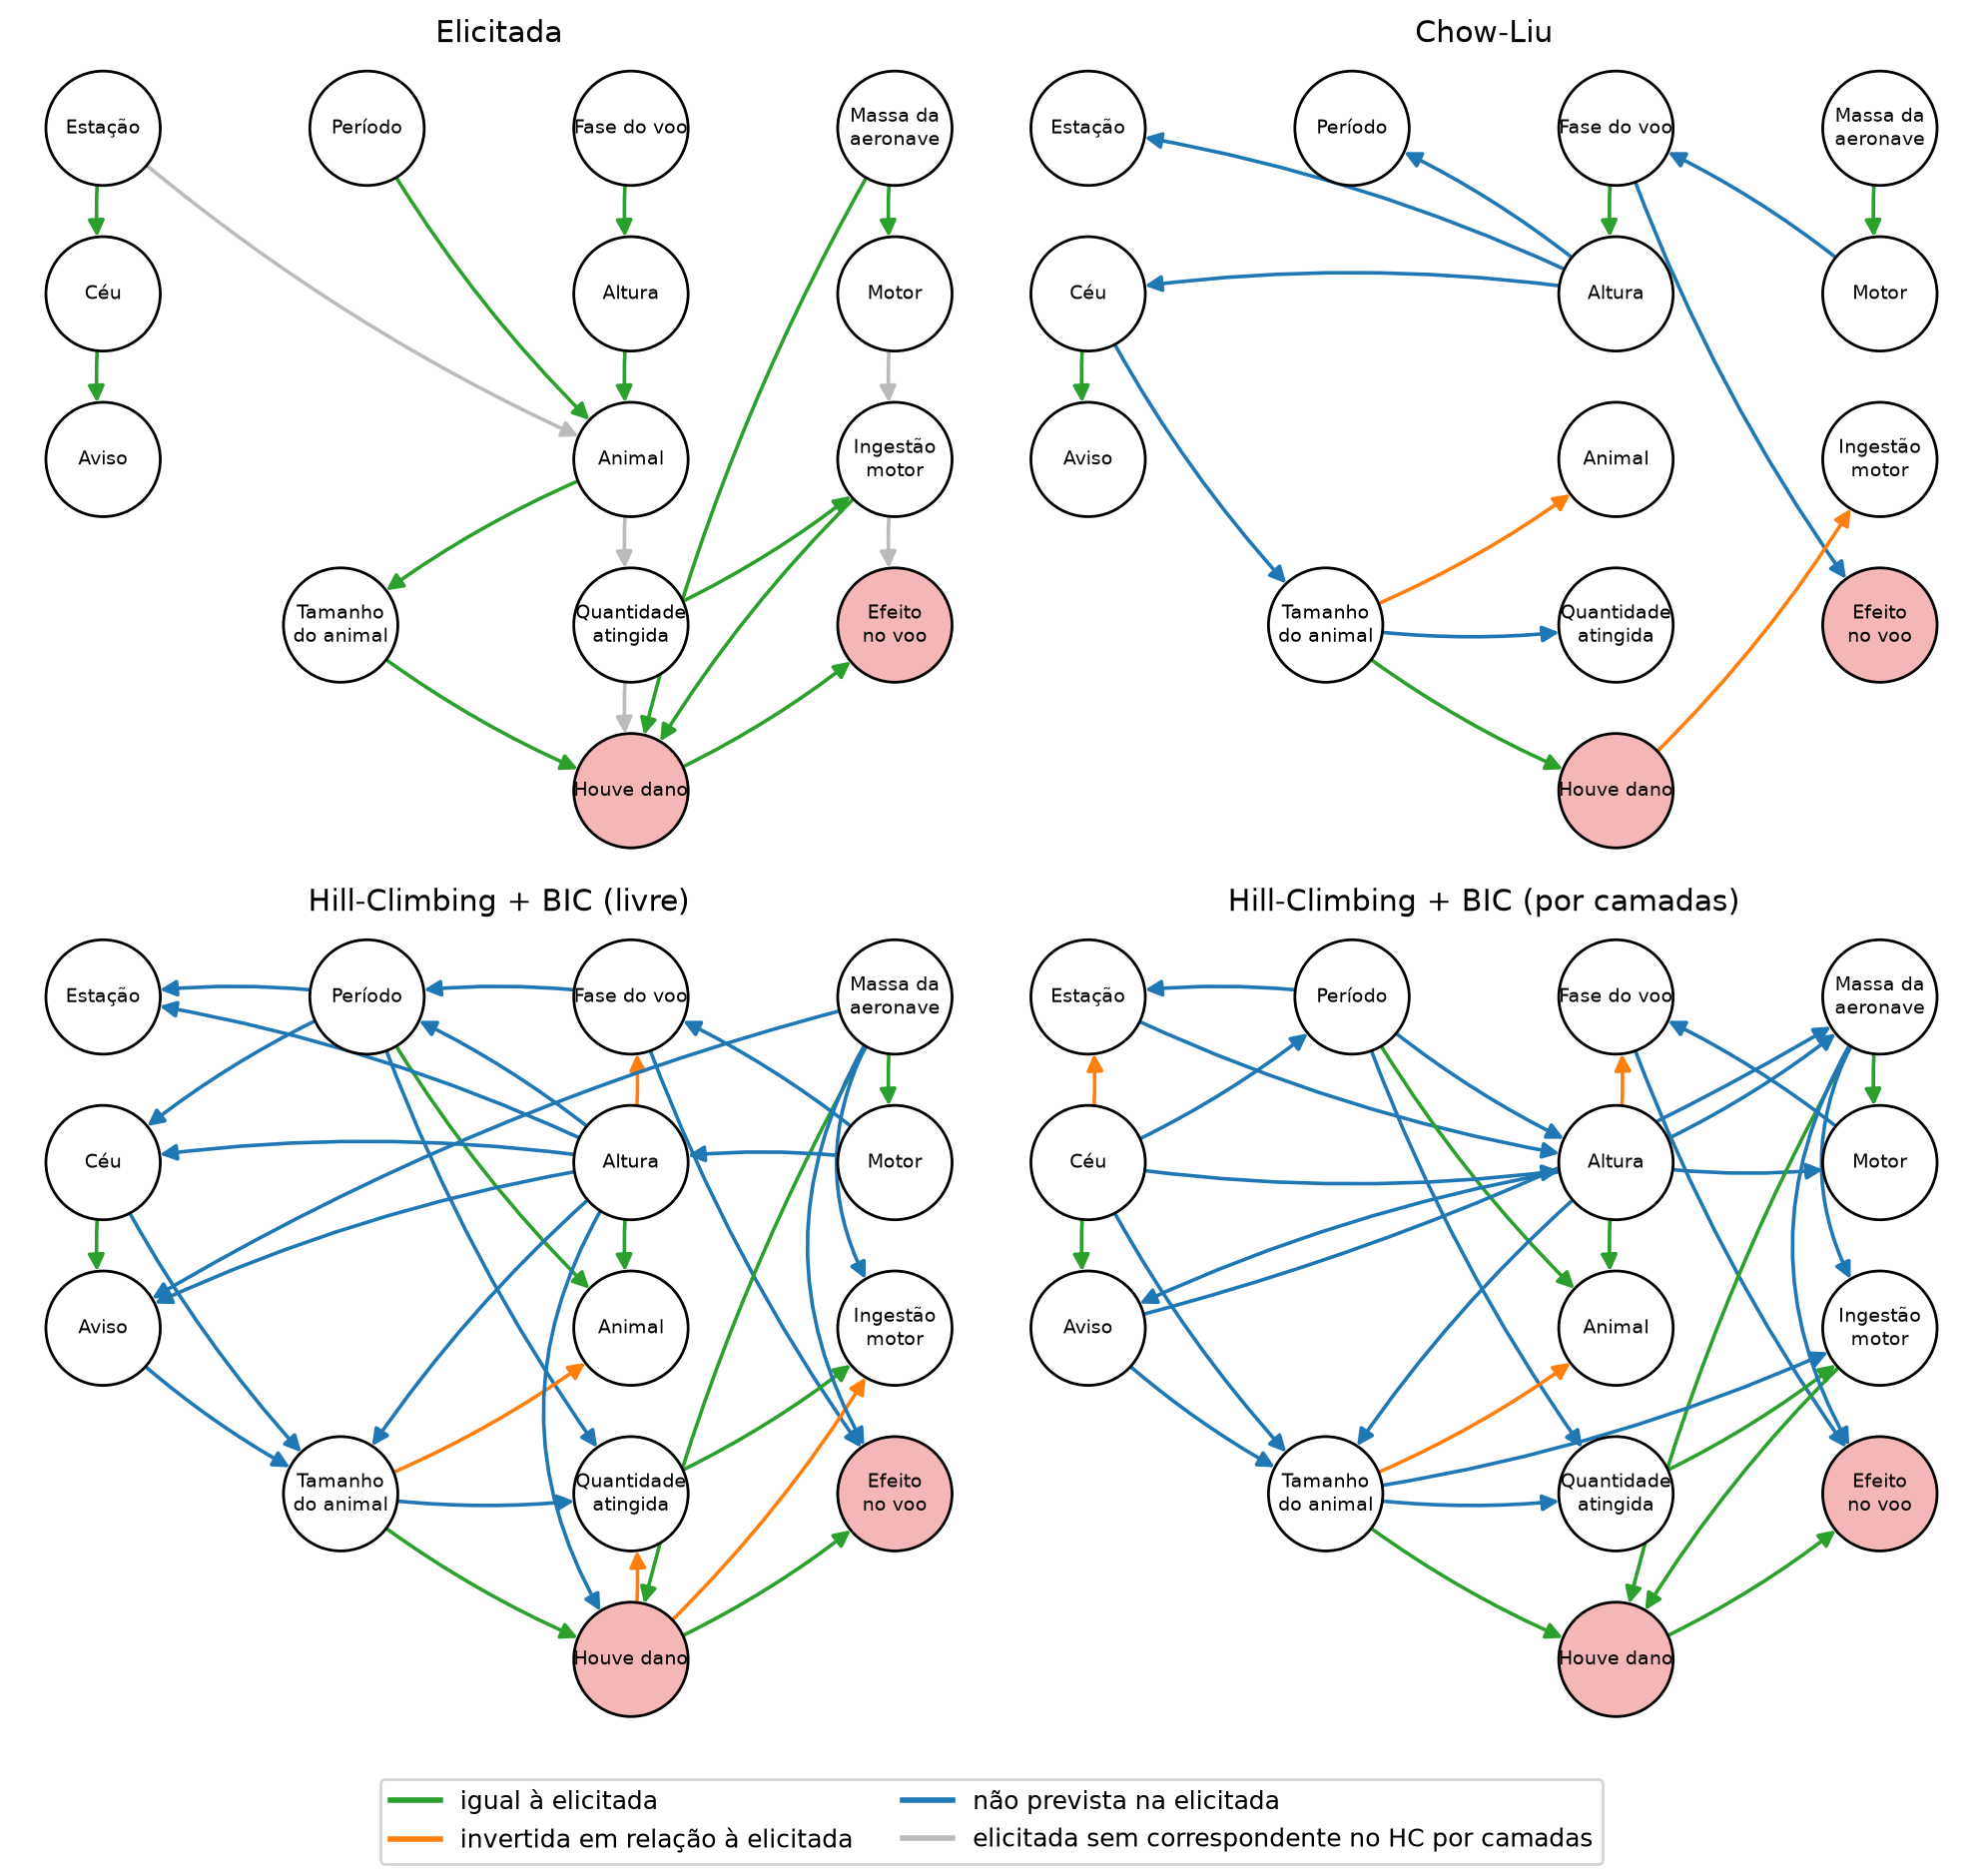 Elicitada
Estação
Período
Fase do voo
Massa da
aeronave
Céu
Altura
Motor
Aviso
Animal
Ingestão
motor
Tamanho
do animal
Quantidade
atingida
Efeito
no voo
Houve dano
Chow-Liu
Estação
Período
Fase do voo
Massa da
aeronave
Céu
Altura
Motor
Aviso
Animal
Ingestão
motor
Tamanho
do animal
Quantidade
atingida
Efeito
no voo
Houve dano
Hill-Climbing + BIC (livre)
Estação
Período
Fase do voo
Massa da
aeronave
Céu
Altura
Motor
Aviso
Animal
Ingestão
motor
Tamanho
do animal
Quantidade
atingida
Efeito
no voo
Houve dano
Hill-Climbing + BIC (por camadas)
Estação
Período
Fase do voo
Massa da
aeronave
Céu
Altura
Motor
Aviso
Animal
Ingestão
motor
Tamanho
do animal
Quantidade
atingida
Efeito
no voo
Houve dano
igual à elicitada
invertida em relação à elicitada
não prevista na elicitada
elicitada sem correspondente no HC por camadas